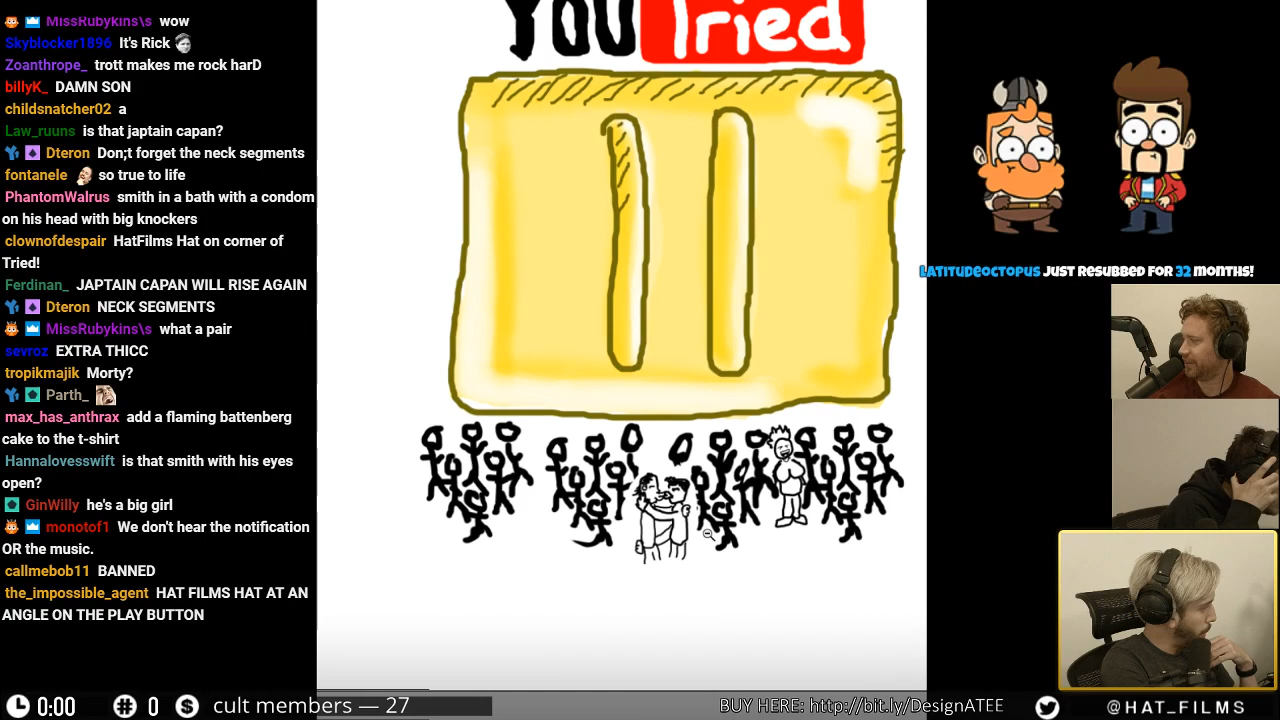 MissRubykins\s wow
Skyblocker1896 It's Rick
Zoanthrope_ trott makes me rock harD
billyK_ DAMN SON
childsnatcher02 a
Law_ruuns is that japtain capan?
Dteron Don;t forget the neck segments
fontanele so true to life
PhantomWalrus smith in a bath with a condom
on his head with big knockers
clownofdespair HatFilms Hat on corner of
Tried!
Ferdinan_ JAPTAIN CAPAN WILL RISE AGAIN
Dteron NECK SEGMENTS
MissRubykins\s what a pair
sevroz EXTRA THICC
tropikmajik Morty?
Parth_
max_has_anthrax add a flaming battenberg
cake to the t-shirt
Hannalovesswift is that smith with his eyes
open?
GinWilly he's a big girl
monotof1 We don't hear the notification
OR the music.
callmebob11 BANNED
the_impossible_agent HAT FILMS HAT AT AN
ANGLE ON THE PLAY BUTTON
YOU Tried
LATITUDEOCTOPUS JUST RESUBBED FOR 32 MONTHS!
0:00 # 0 $ cult members — 27 BUY HERE: http://bit.ly/DesignATEE @HAT_FILMS